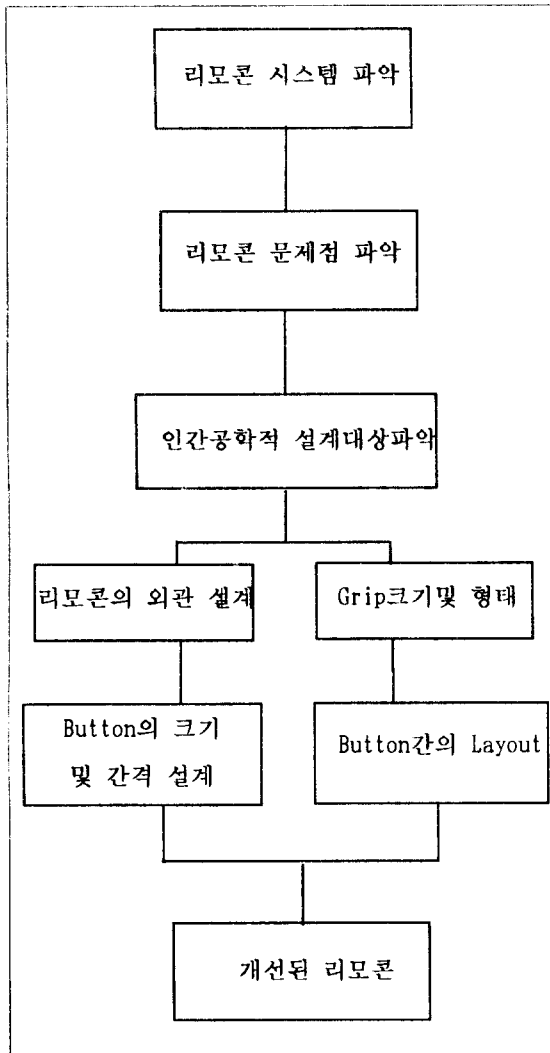 리모콘 시스템 파악
리모콘 문제점 파악
인간공학적 설계대상파악
리모콘의 외관 설계
Grip크기및 형태
Button의 크기
및 간격 설계
Button간의 Layout
개선된 리모콘